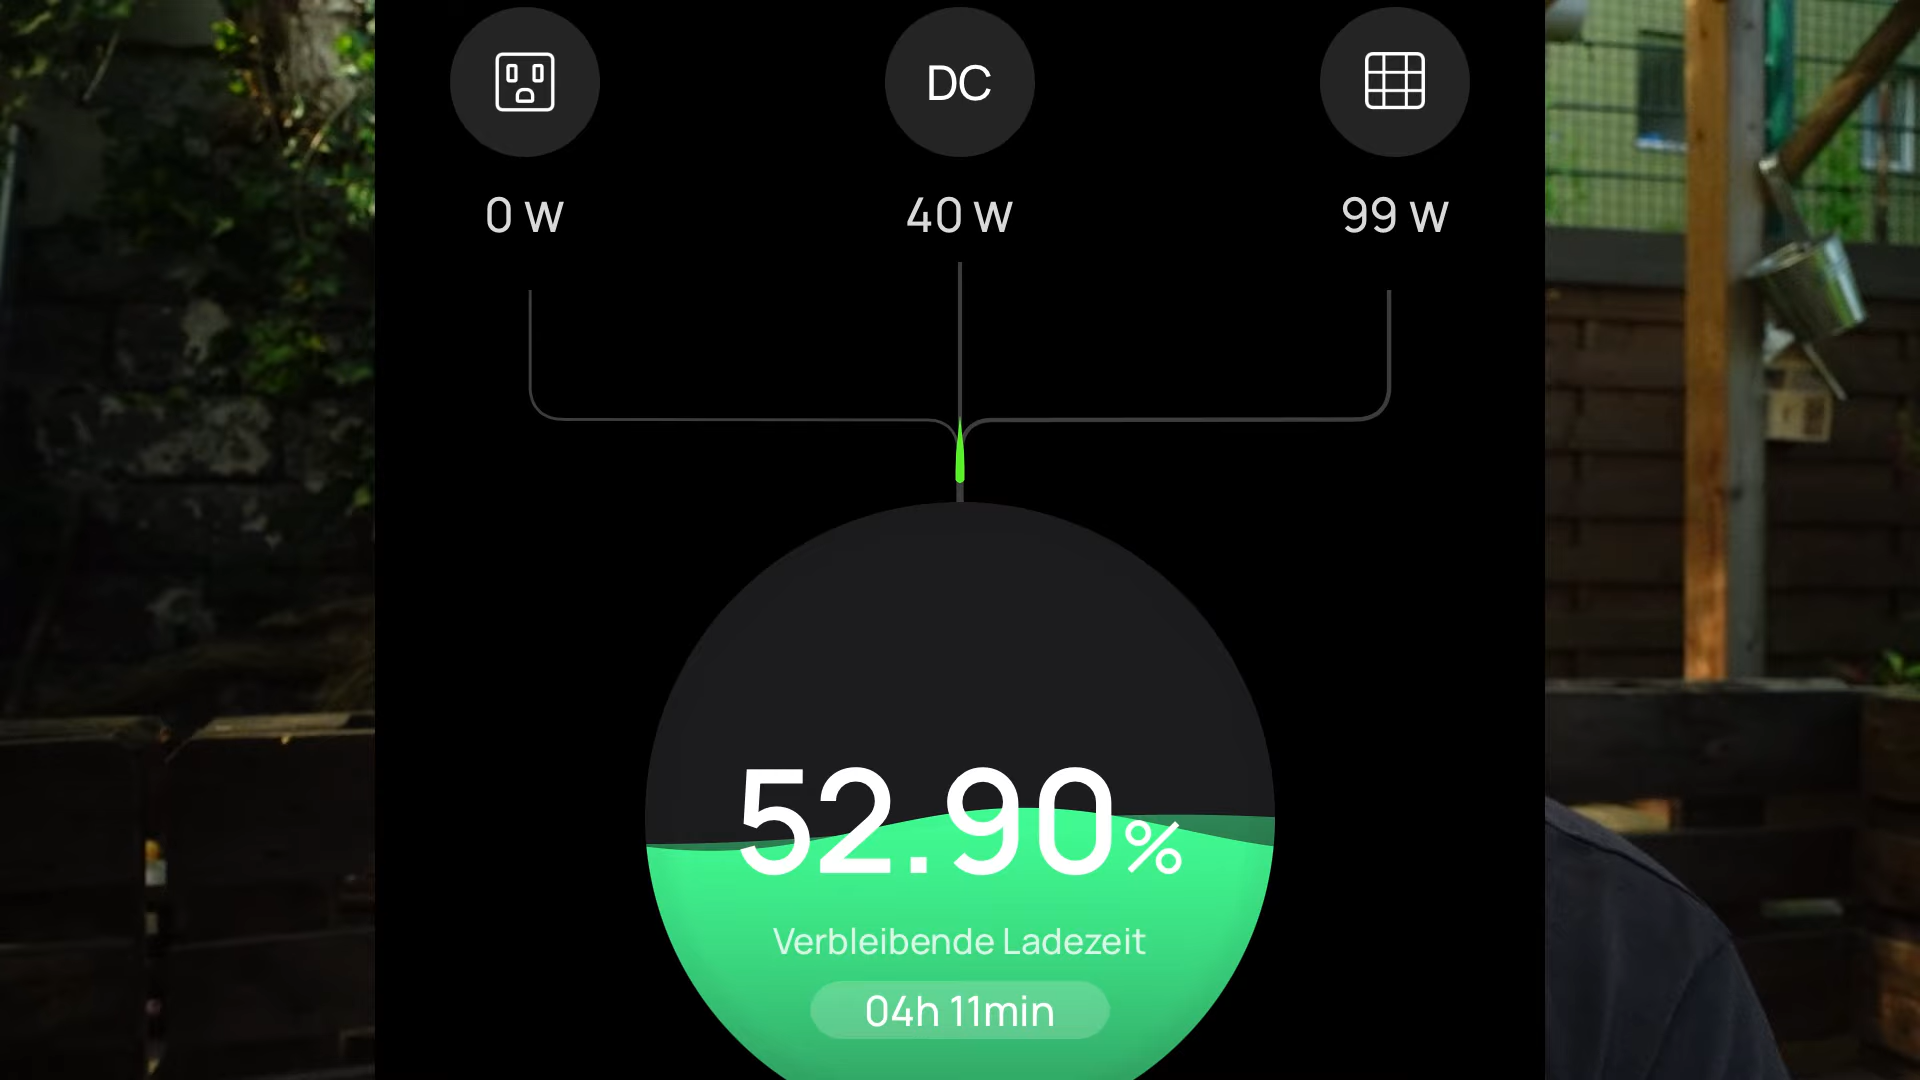 DC
0 W
40 W
99 W
52.90%
Verbleibende Ladezeit
04h 11min